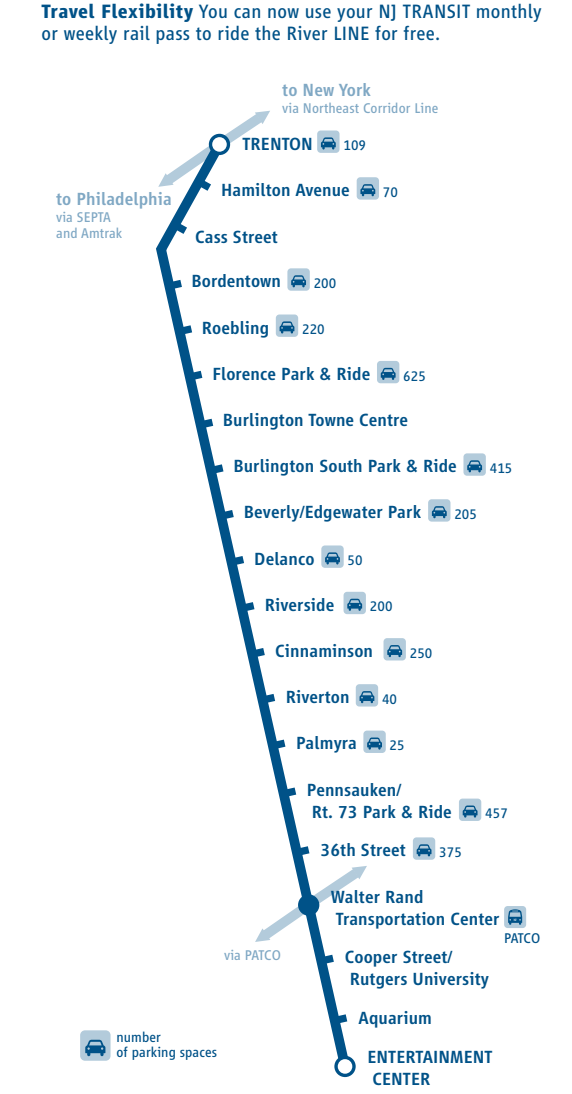 Travel Flexibility You can now use your NJ TRANSIT monthly
or weekly rail pass to ride the River LINE for free.
to New York
via Northeast Corridor Line
TRENTON 109
Hamilton Avenue 70
to Philadelphia
via SEPTA
and Amtrak
Cass Street
Bordentown 200
Roebling 220
Florence Park & Ride 625
Burlington Towne Centre
Burlington South Park & Ride 415
Beverly/Edgewater Park 205
Delanco 50
Riverside 200
Cinnaminson 250
Riverton 40
Palmyra 25
Pennsauken/
Rt. 73 Park & Ride 457
36th Street 375
Walter Rand
Transportation Center
PATCO
via PATCO
Cooper Street/
Rutgers University
Aquarium
number
of parking spaces
ENTERTAINMENT
CENTER